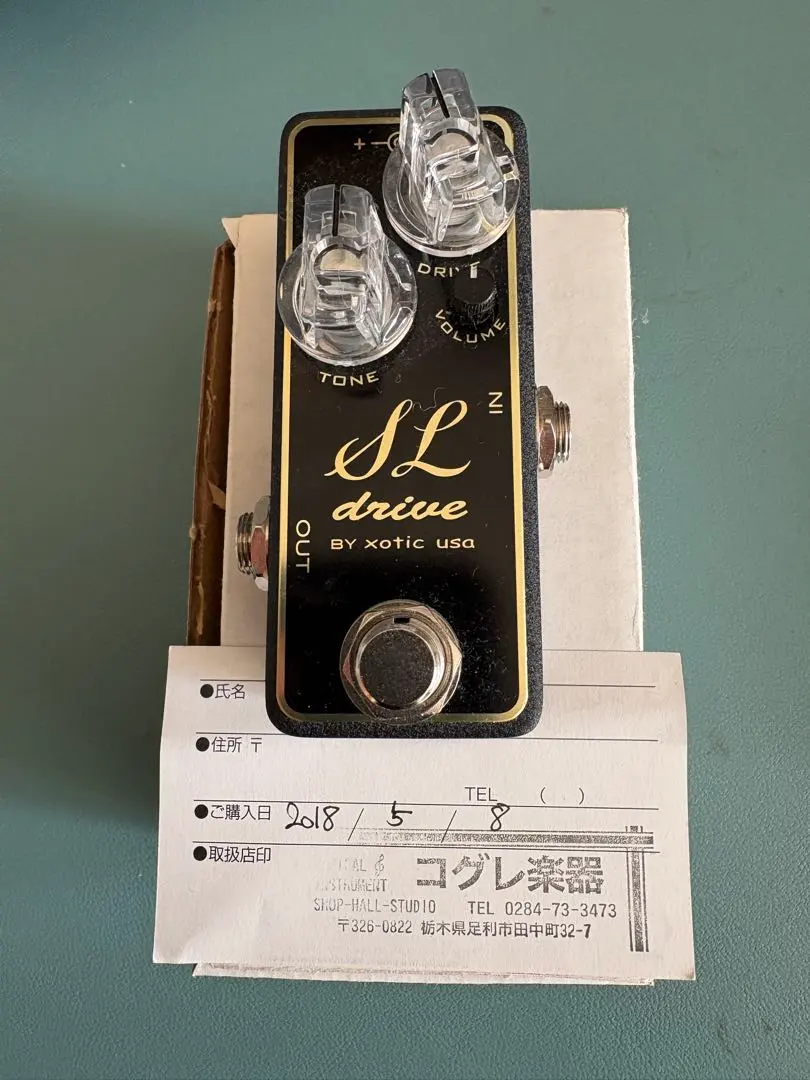 DRIVE
VOLUME
TONE
IN
SL
drive
BY xotic usa
OUT
●氏名
●住所 〒
TEL ( )
●ご購入日 2018 / 5 / 8
●取扱店印
INSTRUMENT
コグレ楽器
SHOP-HALL-STUDIO TEL 0284-73-3473
〒326-0822 栃木県足利市田中町32-7